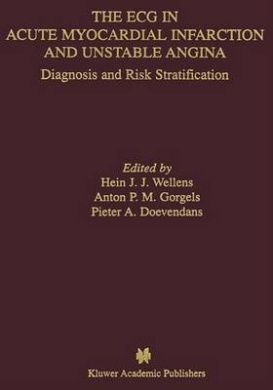 THE ECG IN
ACUTE MYOCARDIAL INFARCTION
AND UNSTABLE ANGINA
Diagnosis and Risk Stratification
Edited by
Hein J. J. Wellens
Anton P. M. Gorgels
Pieter A. Doevendans
Kluwer Academic Publishers